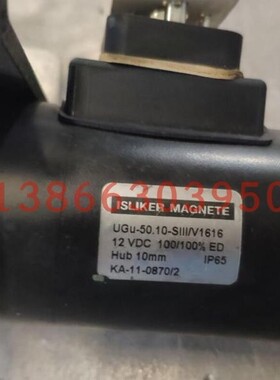 13866303950
ISLIKER MAGNETE
UGu-50.10-SIII/V1616
12 VDC 100/100% ED
Hub 10mm IP65
KA-11-0870/2